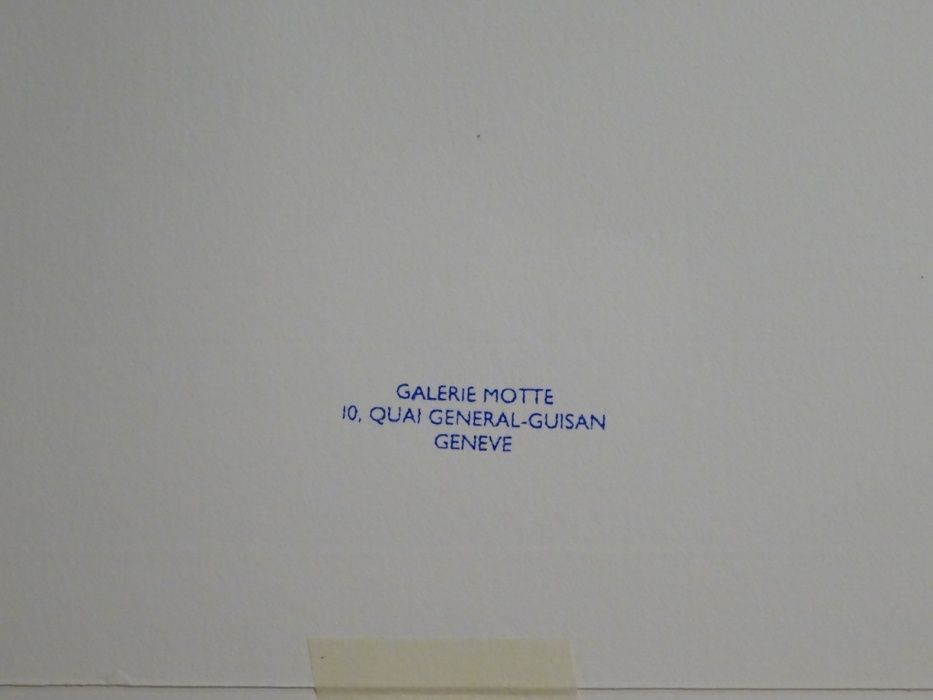 GALERIE MOTTE
10, QUAI GENERAL-GUISAN
GENEVE